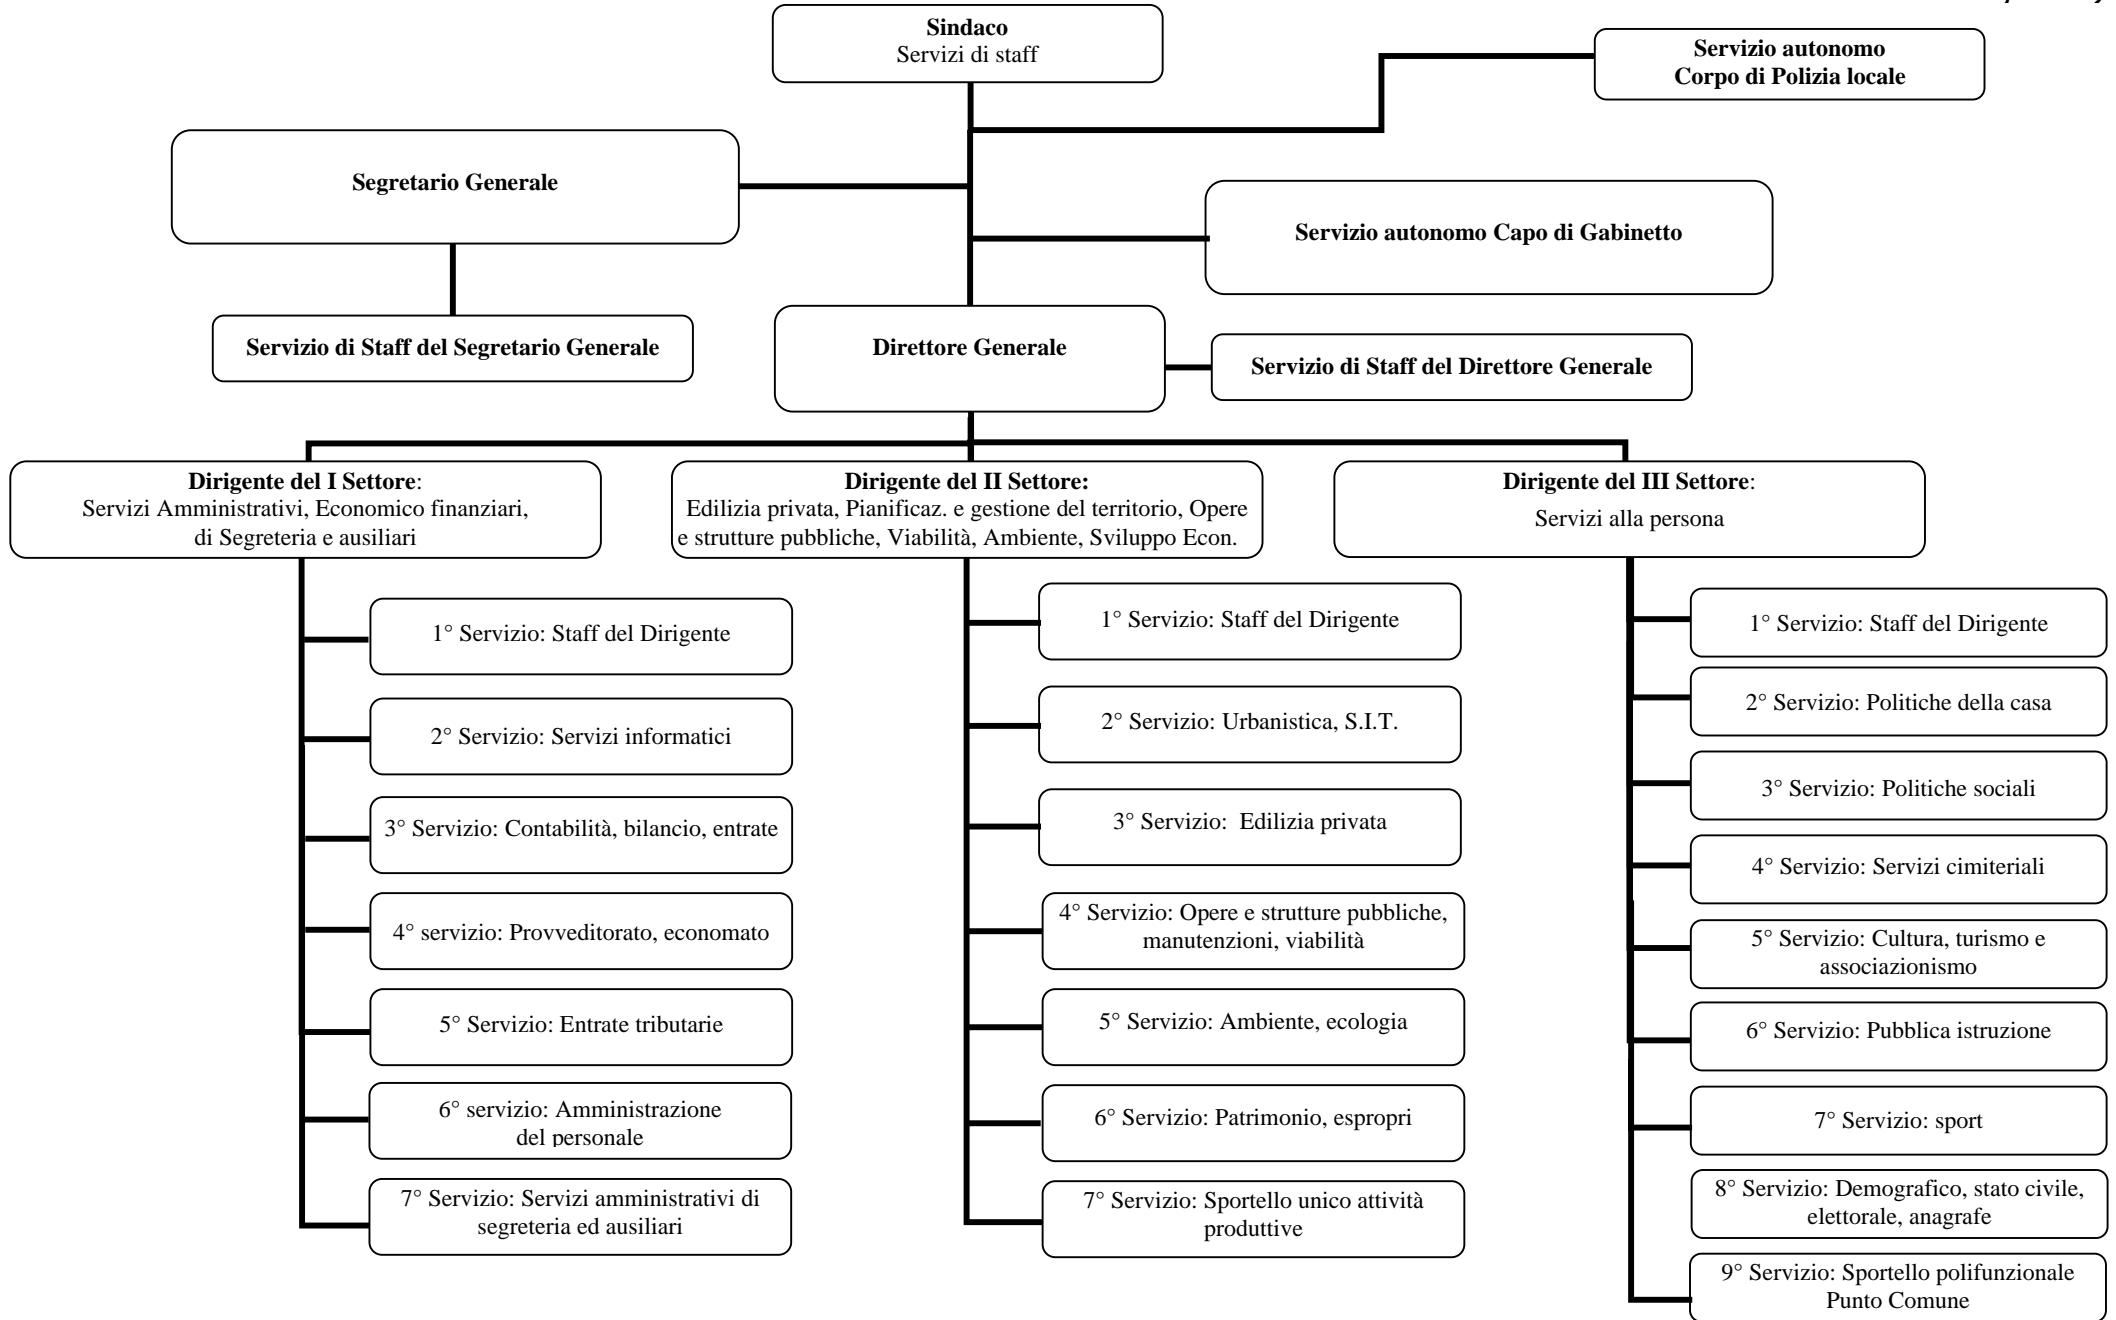 Sindaco
Servizi di staff
Servizio autonomo
Corpo di Polizia locale
Segretario Generale
Servizio autonomo Capo di Gabinetto
Servizio di Staff del Segretario Generale
Direttore Generale
Servizio di Staff del Direttore Generale
Dirigente del I Settore:
Servizi Amministrativi, Economico finanziari,
di Segreteria e ausiliari
Dirigente del II Settore:
Edilizia privata, Pianificaz. e gestione del territorio, Opere
e strutture pubbliche, Viabilità, Ambiente, Sviluppo Econ.
Dirigente del III Settore:
Servizi alla persona
1° Servizio: Staff del Dirigente
2° Servizio: Servizi informatici
3° Servizio: Contabilità, bilancio, entrate
4° servizio: Provveditorato, economato
5° Servizio: Entrate tributarie
6° servizio: Amministrazione
del personale
7° Servizio: Servizi amministrativi di
segreteria ed ausiliari
1° Servizio: Staff del Dirigente
2° Servizio: Urbanistica, S.I.T.
3° Servizio:  Edilizia privata
4° Servizio: Opere e strutture pubbliche,
manutenzioni, viabilità
5° Servizio: Ambiente, ecologia
6° Servizio: Patrimonio, espropri
7° Servizio: Sportello unico attività
produttive
1° Servizio: Staff del Dirigente
2° Servizio: Politiche della casa
3° Servizio: Politiche sociali
4° Servizio: Servizi cimiteriali
5° Servizio: Cultura, turismo e
associazionismo
6° Servizio: Pubblica istruzione
7° Servizio: sport
8° Servizio: Demografico, stato civile,
elettorale, anagrafe
9° Servizio: Sportello polifunzionale
Punto Comune